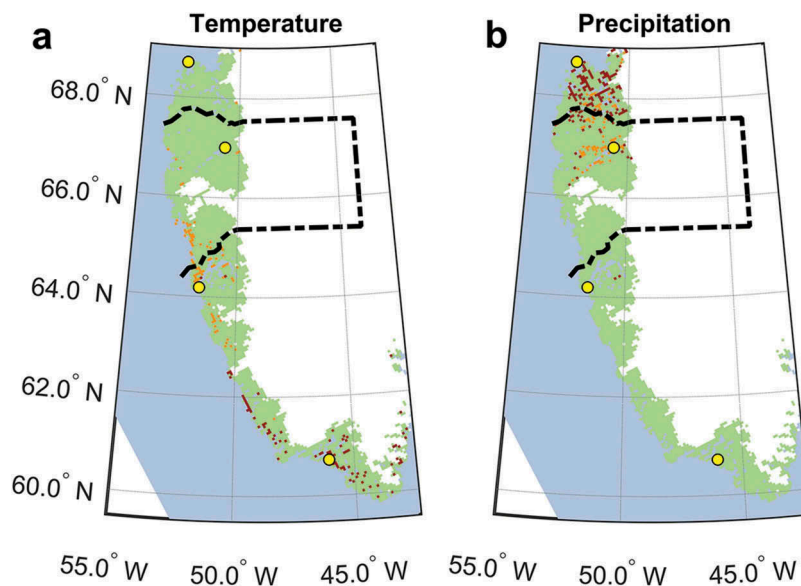 a Temperature
b Precipitation
68.0° N
66.0° N
64.0° N
62.0° N
60.0° N
55.0° W 50.0° W 45.0° W 55.0° W 50.0° W 45.0° W